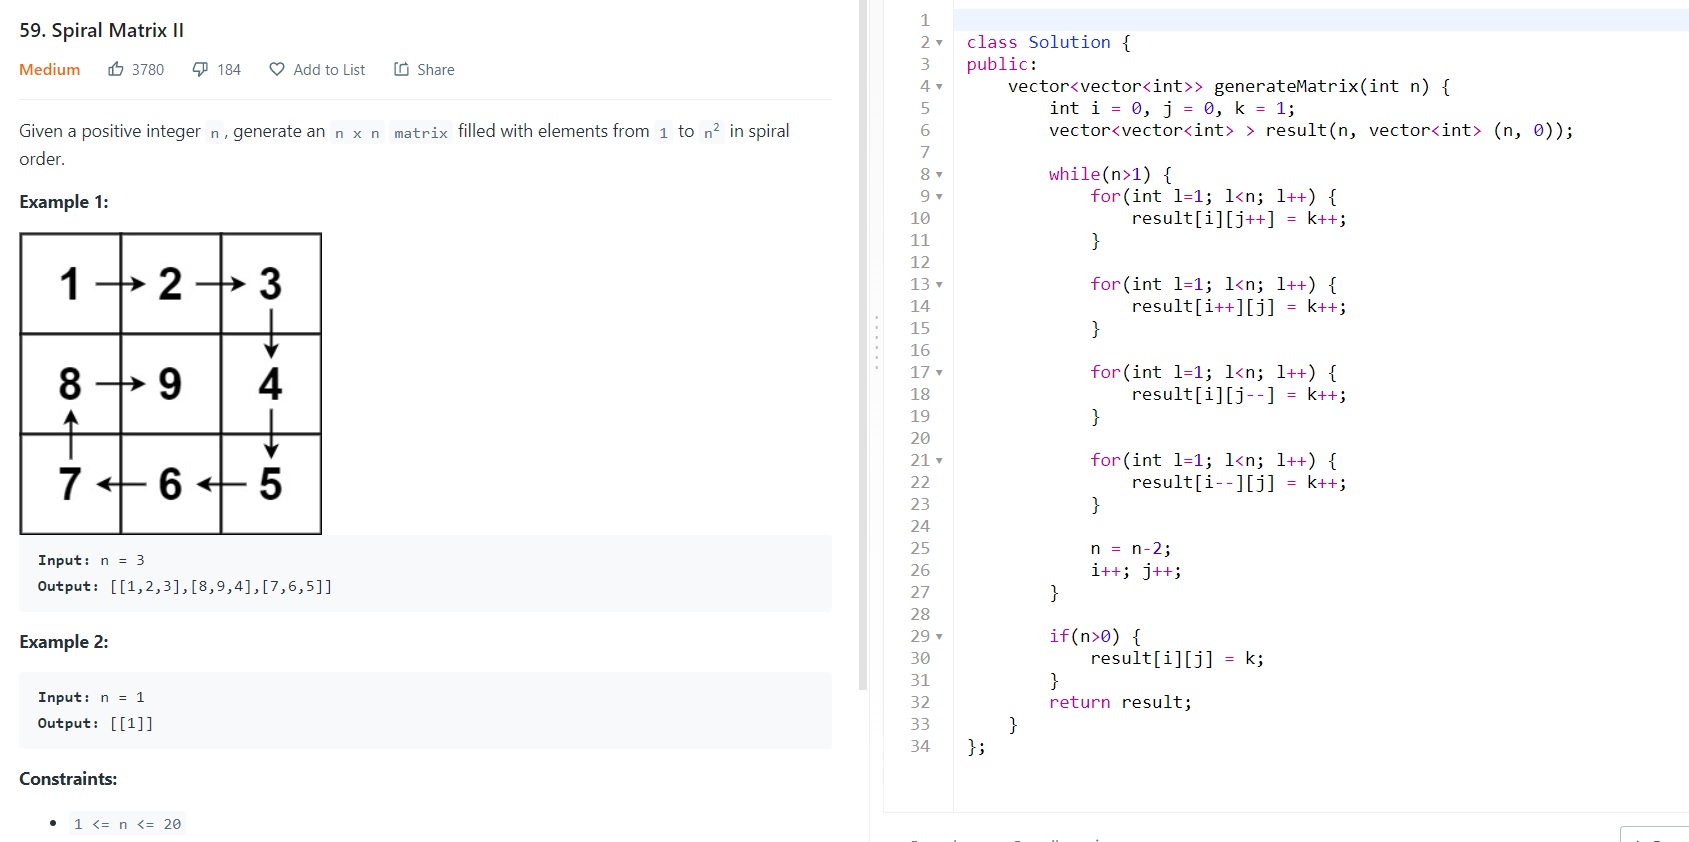 59. Spiral Matrix II
Medium 3780 184 Add to List Share
Given a positive integer n, generate an n x n matrix filled with elements from 1 to n² in spiral
order.
Example 1:
1 2 3
8 9 4
7 6 5
Input: n = 3
Output: [[1,2,3],[8,9,4],[7,6,5]]
Example 2:
Input: n = 1
Output: [[1]]
Constraints:
• 1 <= n <= 20
1
2 class Solution {
3 public:
4 vector<vector<int>> generateMatrix(int n) {
5 int i = 0, j = 0, k = 1;
6 vector<vector<int> > result(n, vector<int> (n, 0));
7
8 while(n>1) {
9 for(int l=1; l<n; l++) {
10 result[i][j++] = k++;
11 }
12
13 for(int l=1; l<n; l++) {
14 result[i++][j] = k++;
15 }
16
17 for(int l=1; l<n; l++) {
18 result[i][j--] = k++;
19 }
20
21 for(int l=1; l<n; l++) {
22 result[i--][j] = k++;
23 }
24
25 n = n-2;
26 i++; j++;
27 }
28
29 if(n>0) {
30 result[i][j] = k;
31 }
32 return result;
33 }
34 };